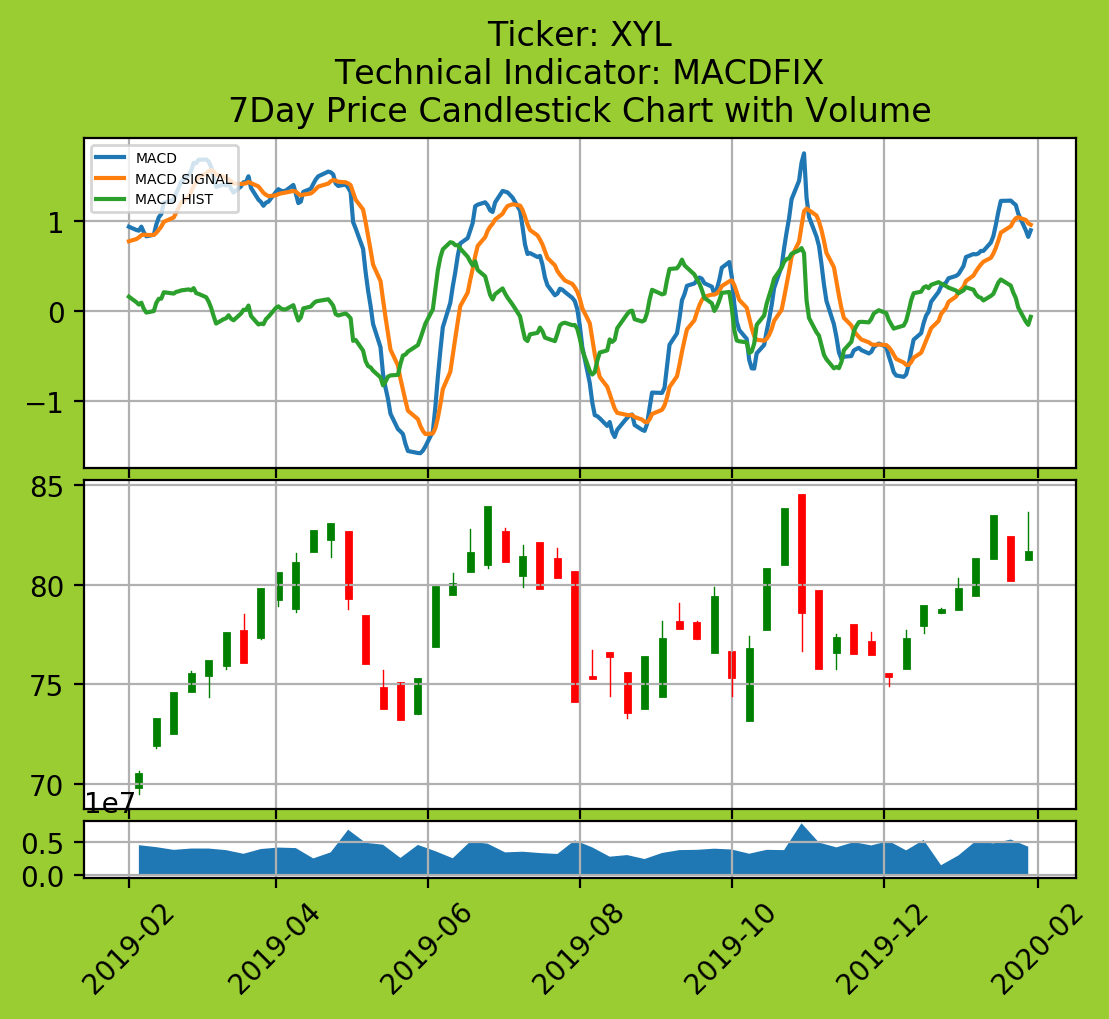 Ticker: XYL
Technical Indicator: MACDFIX
7Day Price Candlestick Chart with Volume
MACD
MACD SIGNAL
MACD HIST
1
0
−1
85
80
75
70
1e7
0.5
0.0
2019-02
2019-04
2019-06
2019-08
2019-10
2019-12
2020-02